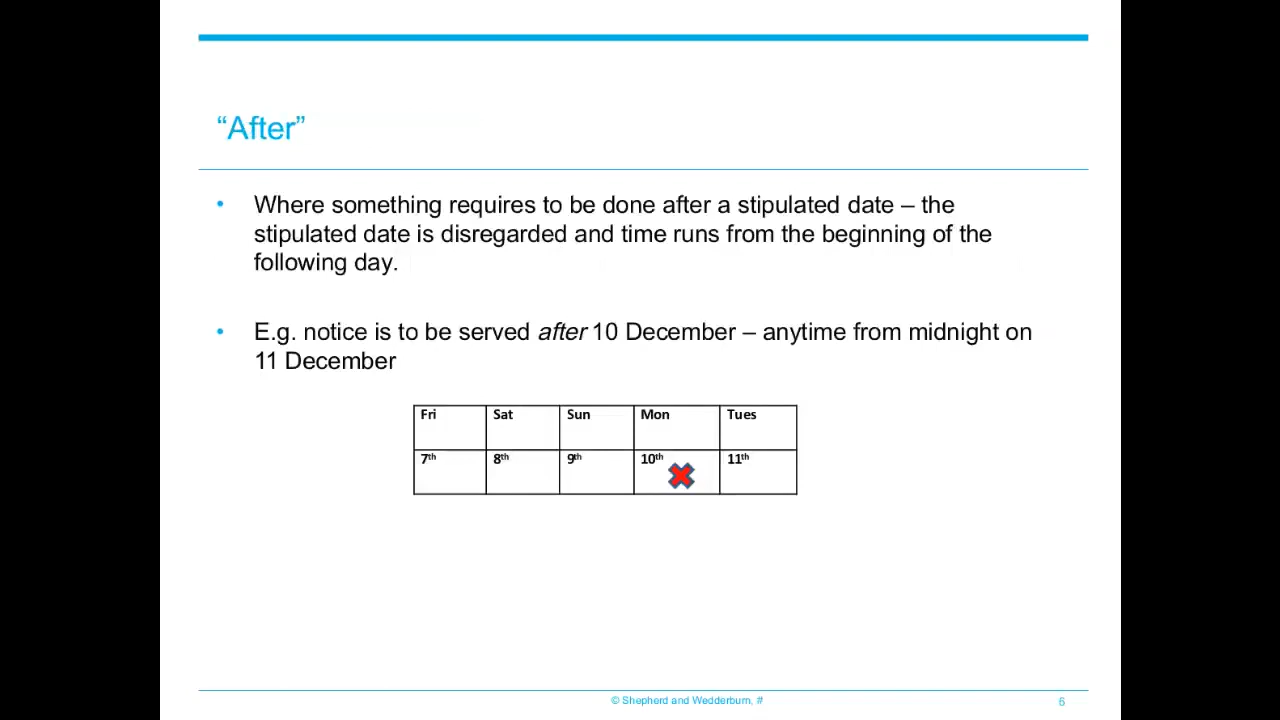 “After”
• Where something requires to be done after a stipulated date – the
stipulated date is disregarded and time runs from the beginning of the
following day.
• E.g. notice is to be served after 10 December – anytime from midnight on
11 December
Fri Sat Sun Mon Tues
7th 8th 9th 10th 11th
© Shepherd and Wedderburn, # 6